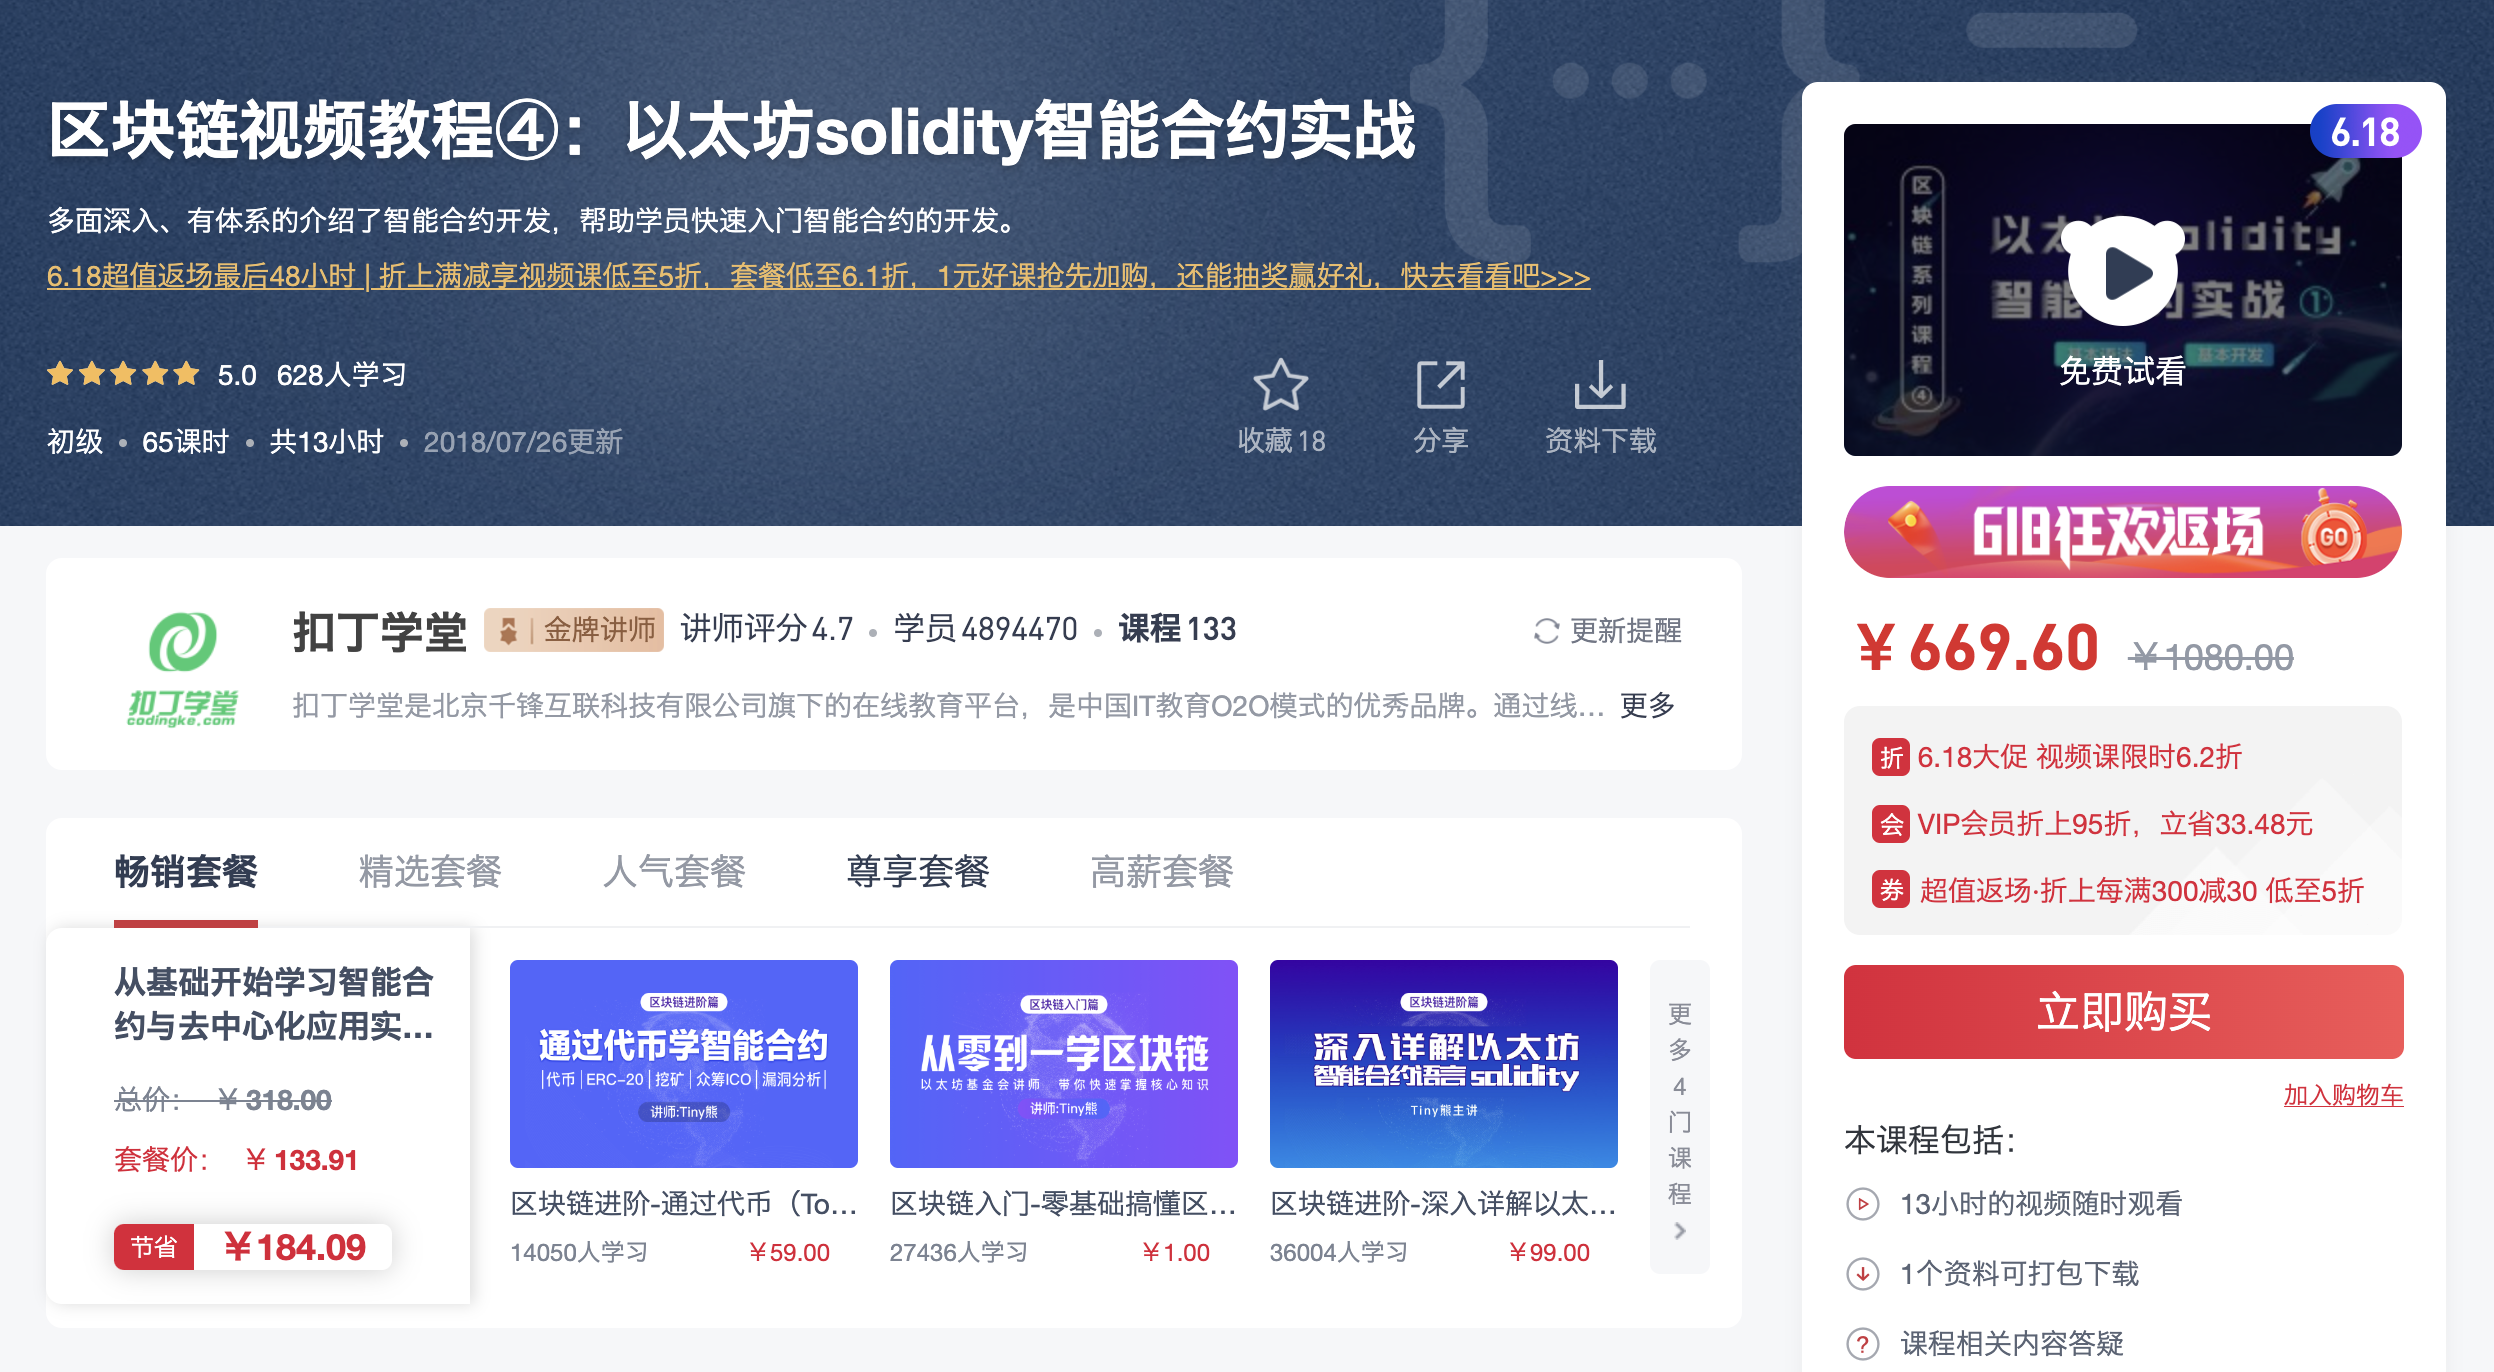 区块链视频教程④：以太坊solidity智能合约实战
多面深入、有体系的介绍了智能合约开发，帮助学员快速入门智能合约的开发。
6.18超值返场最后48小时 | 折上满减享视频课低至5折，套餐低至6.1折，1元好课抢先加购，还能抽奖赢好礼，快去看看吧>>>
5.0 628人学习
初级 • 65课时 • 共13小时 • 2018/07/26更新
收藏 18
分享
资料下载
6.18
区块链系列课程④
智能
实战①
基本开发
免费试看
618狂欢返场
GO
¥669.60 ¥1080.00
折 6.18大促 视频课限时6.2折
会 VIP会员折上95折，立省33.48元
券 超值返场·折上每满300减30 低至5折
立即购买
加入购物车
本课程包括：
13小时的视频随时观看
1个资料可打包下载
课程相关内容答疑
扣丁学堂
codingke.com
扣丁学堂 金牌讲师 讲师评分 4.7 • 学员 4894470 • 课程 133
更新提醒
扣丁学堂是北京千锋互联科技有限公司旗下的在线教育平台，是中国IT教育O2O模式的优秀品牌。通过线... 更多
畅销套餐 精选套餐 人气套餐 尊享套餐 高薪套餐
从基础开始学习智能合
约与去中心化应用实...
总价： ¥ 318.00
套餐价： ¥ 133.91
节省 ¥184.09
区块链进阶篇
通过代币学智能合约
|代币|ERC-20|挖矿|众筹ICO|漏洞分析|
讲师:Tiny熊
区块链进阶-通过代币（To...
14050人学习 ¥59.00
区块链入门篇
从零到一学区块链
以太坊基金会讲师 带你快速掌握核心知识
讲师:Tiny熊
区块链入门-零基础搞懂区...
27436人学习 ¥1.00
区块链进阶篇
深入详解以太坊
智能合约语言solidity
Tiny熊主讲
区块链进阶-深入详解以太...
36004人学习 ¥99.00
更多4门课程